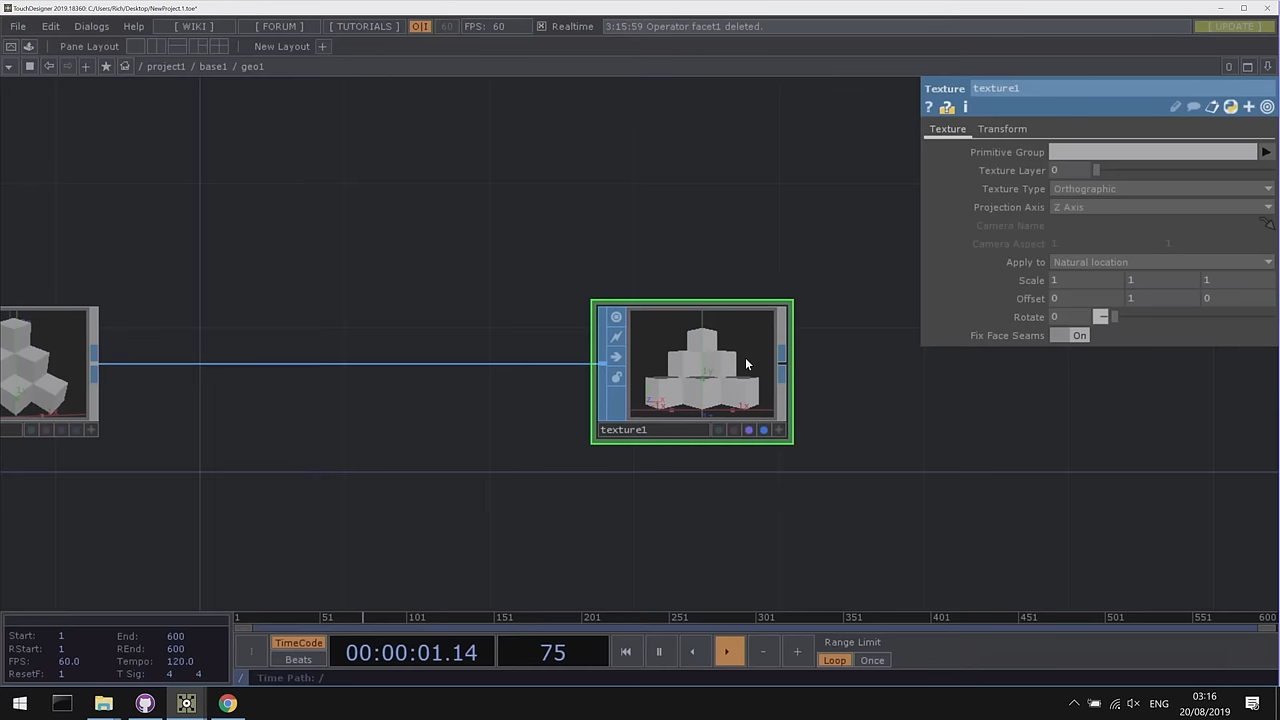 TouchDesigner 2019.18360: C:/Users/Rich/Desktop/NewProject.1.toe*
File Edit Dialogs Help [ WIKI ] [ FORUM ] [ TUTORIALS ] O|I 60 FPS: 60 Realtime 3:15:59 Operator facet1 deleted. [ UPDATE ]
Pane Layout New Layout +
/ project1 / base1 / geo1 0
Texture texture1
Texture Transform
Primitive Group
Texture Layer 0
Texture Type Orthographic
Projection Axis Z Axis
Camera Name
Camera Aspect 1 1
Apply to Natural location
Scale 1 1 1
Offset 0 1 0
Rotate 0
Fix Face Seams On
texture1
1 51 101 151 201 251 301 351 401 451 501 551 600
Start: 1 End: 600
RStart: 1 REnd: 600
FPS: 60.0 Tempo: 120.0
ResetF: 1 T Sig: 4 4
TimeCode
Beats
00:00:01.14
75
Range Limit
Loop Once
/ Time Path: /
ENG
03:16
20/08/2019